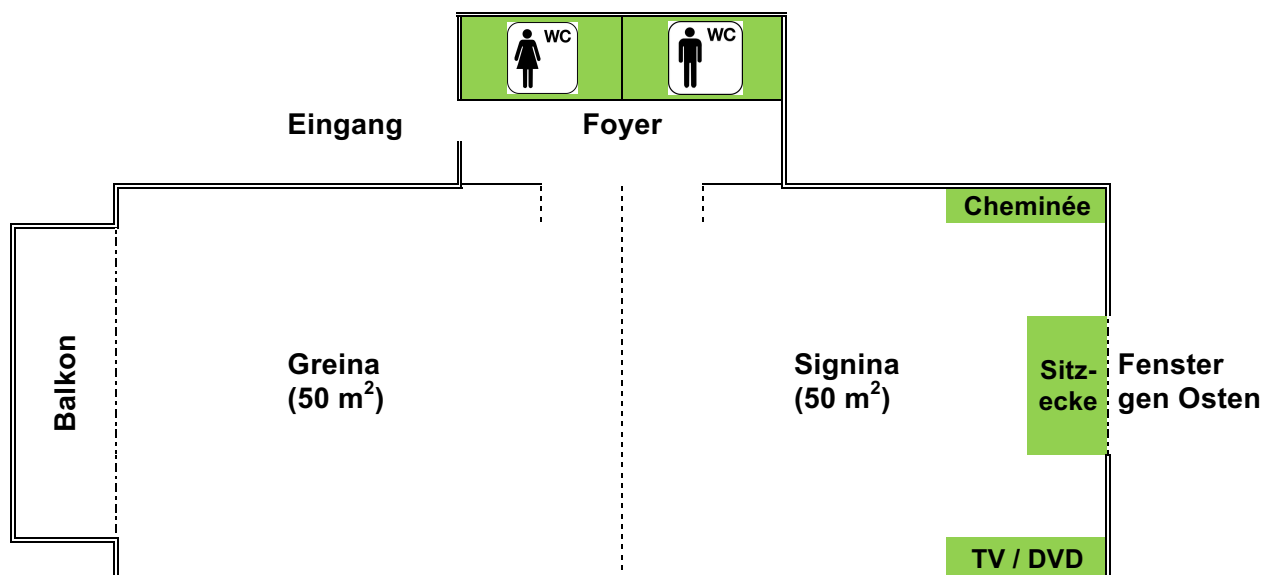 WC
WC
Eingang
Foyer
Cheminée
Balkon
Greina
(50 m²)
Signina
(50 m²)
Sitz-
ecke
Fenster
gen Osten
TV / DVD